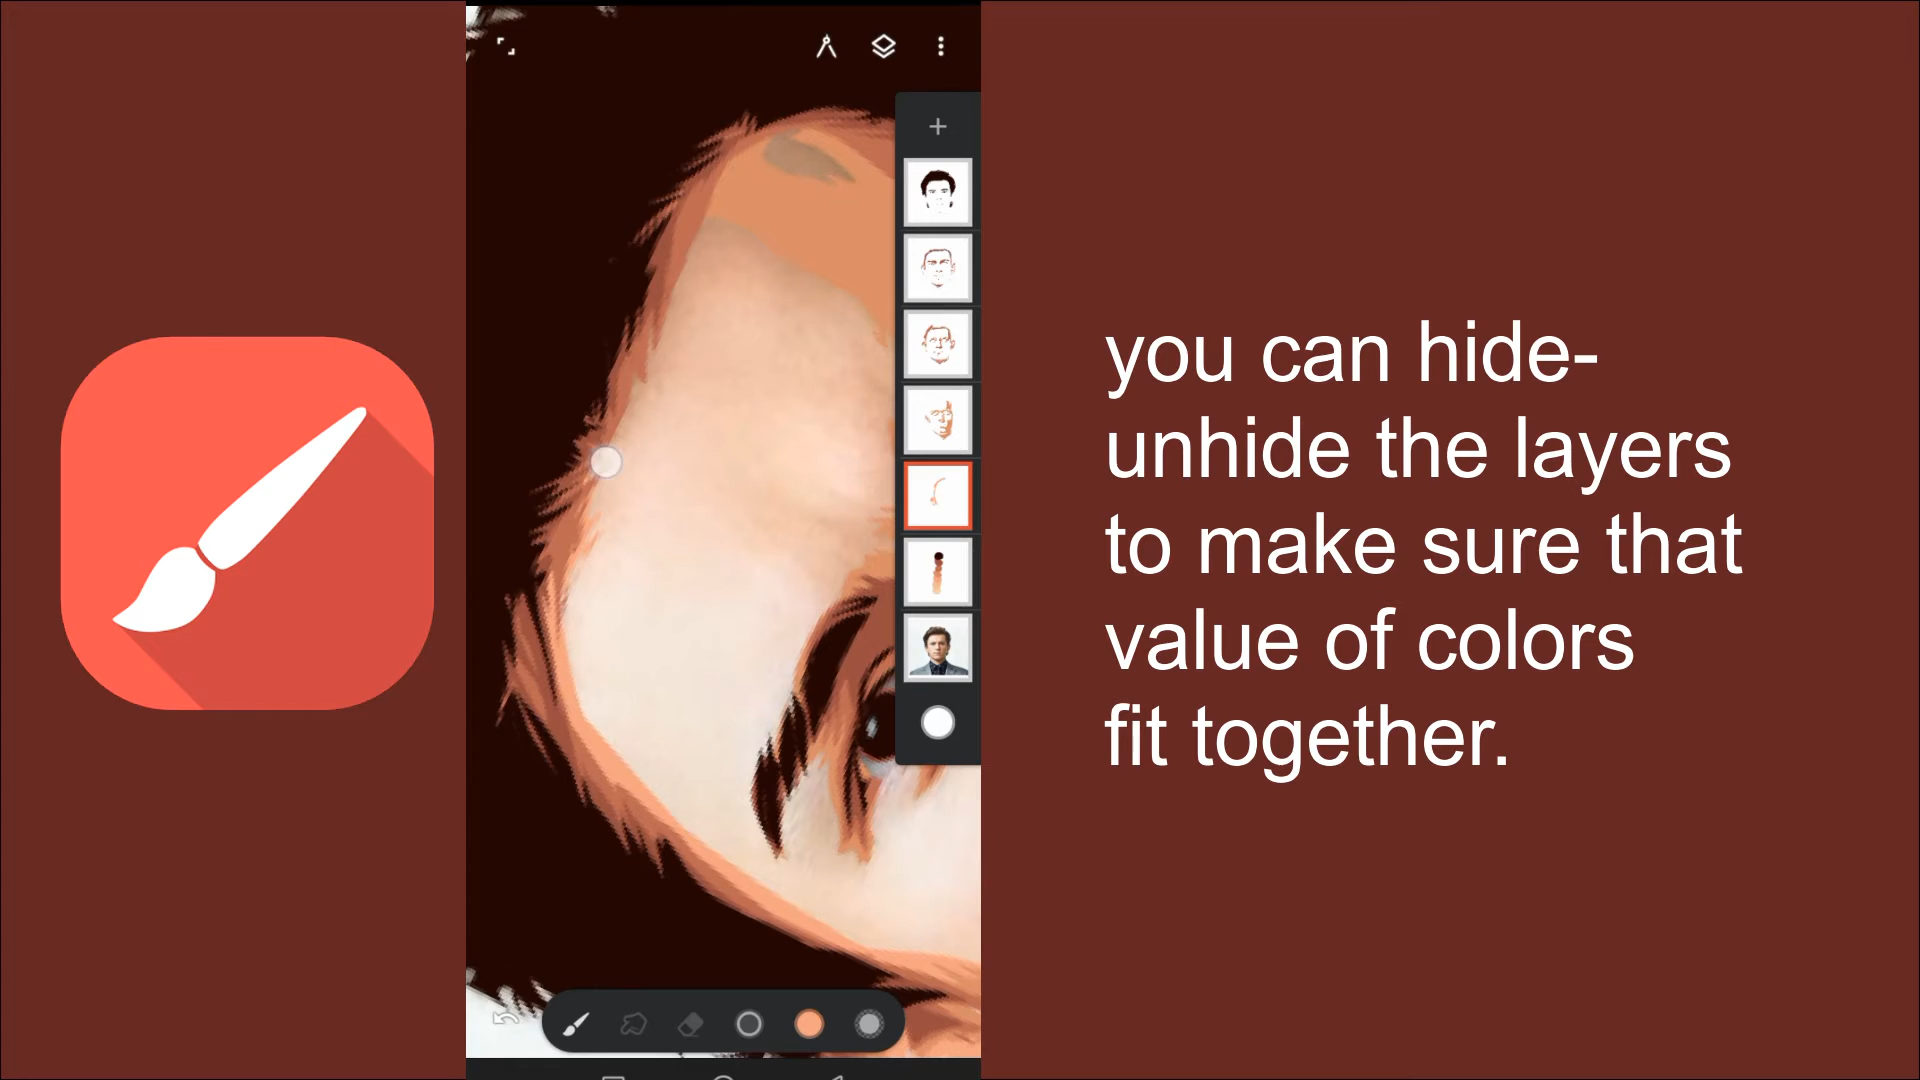 you can hide-
unhide the layers
to make sure that
value of colors
fit together.